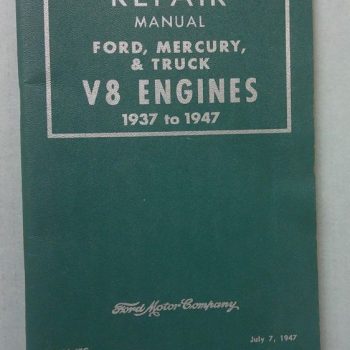 REPAIR
MANUAL
FORD, MERCURY,
& TRUCK
V8 ENGINES
1937 to 1947
Ford Motor Company
July 7, 1947